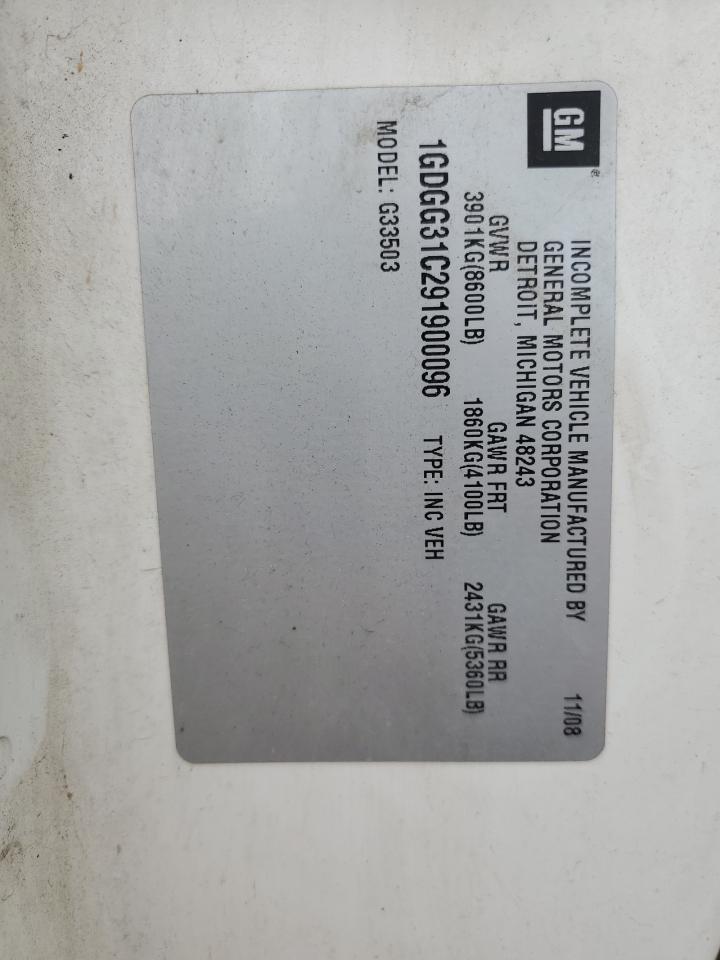 GM
INCOMPLETE VEHICLE MANUFACTURED BY 11/08
GENERAL MOTORS CORPORATION
DETROIT, MICHIGAN 48243
GVWR GAWR FRT GAWR RR
3901KG(8600LB) 1860KG(4100LB) 2431KG(5360LB)
1GDGG31C291900096 TYPE: INC VEH
MODEL: G33503